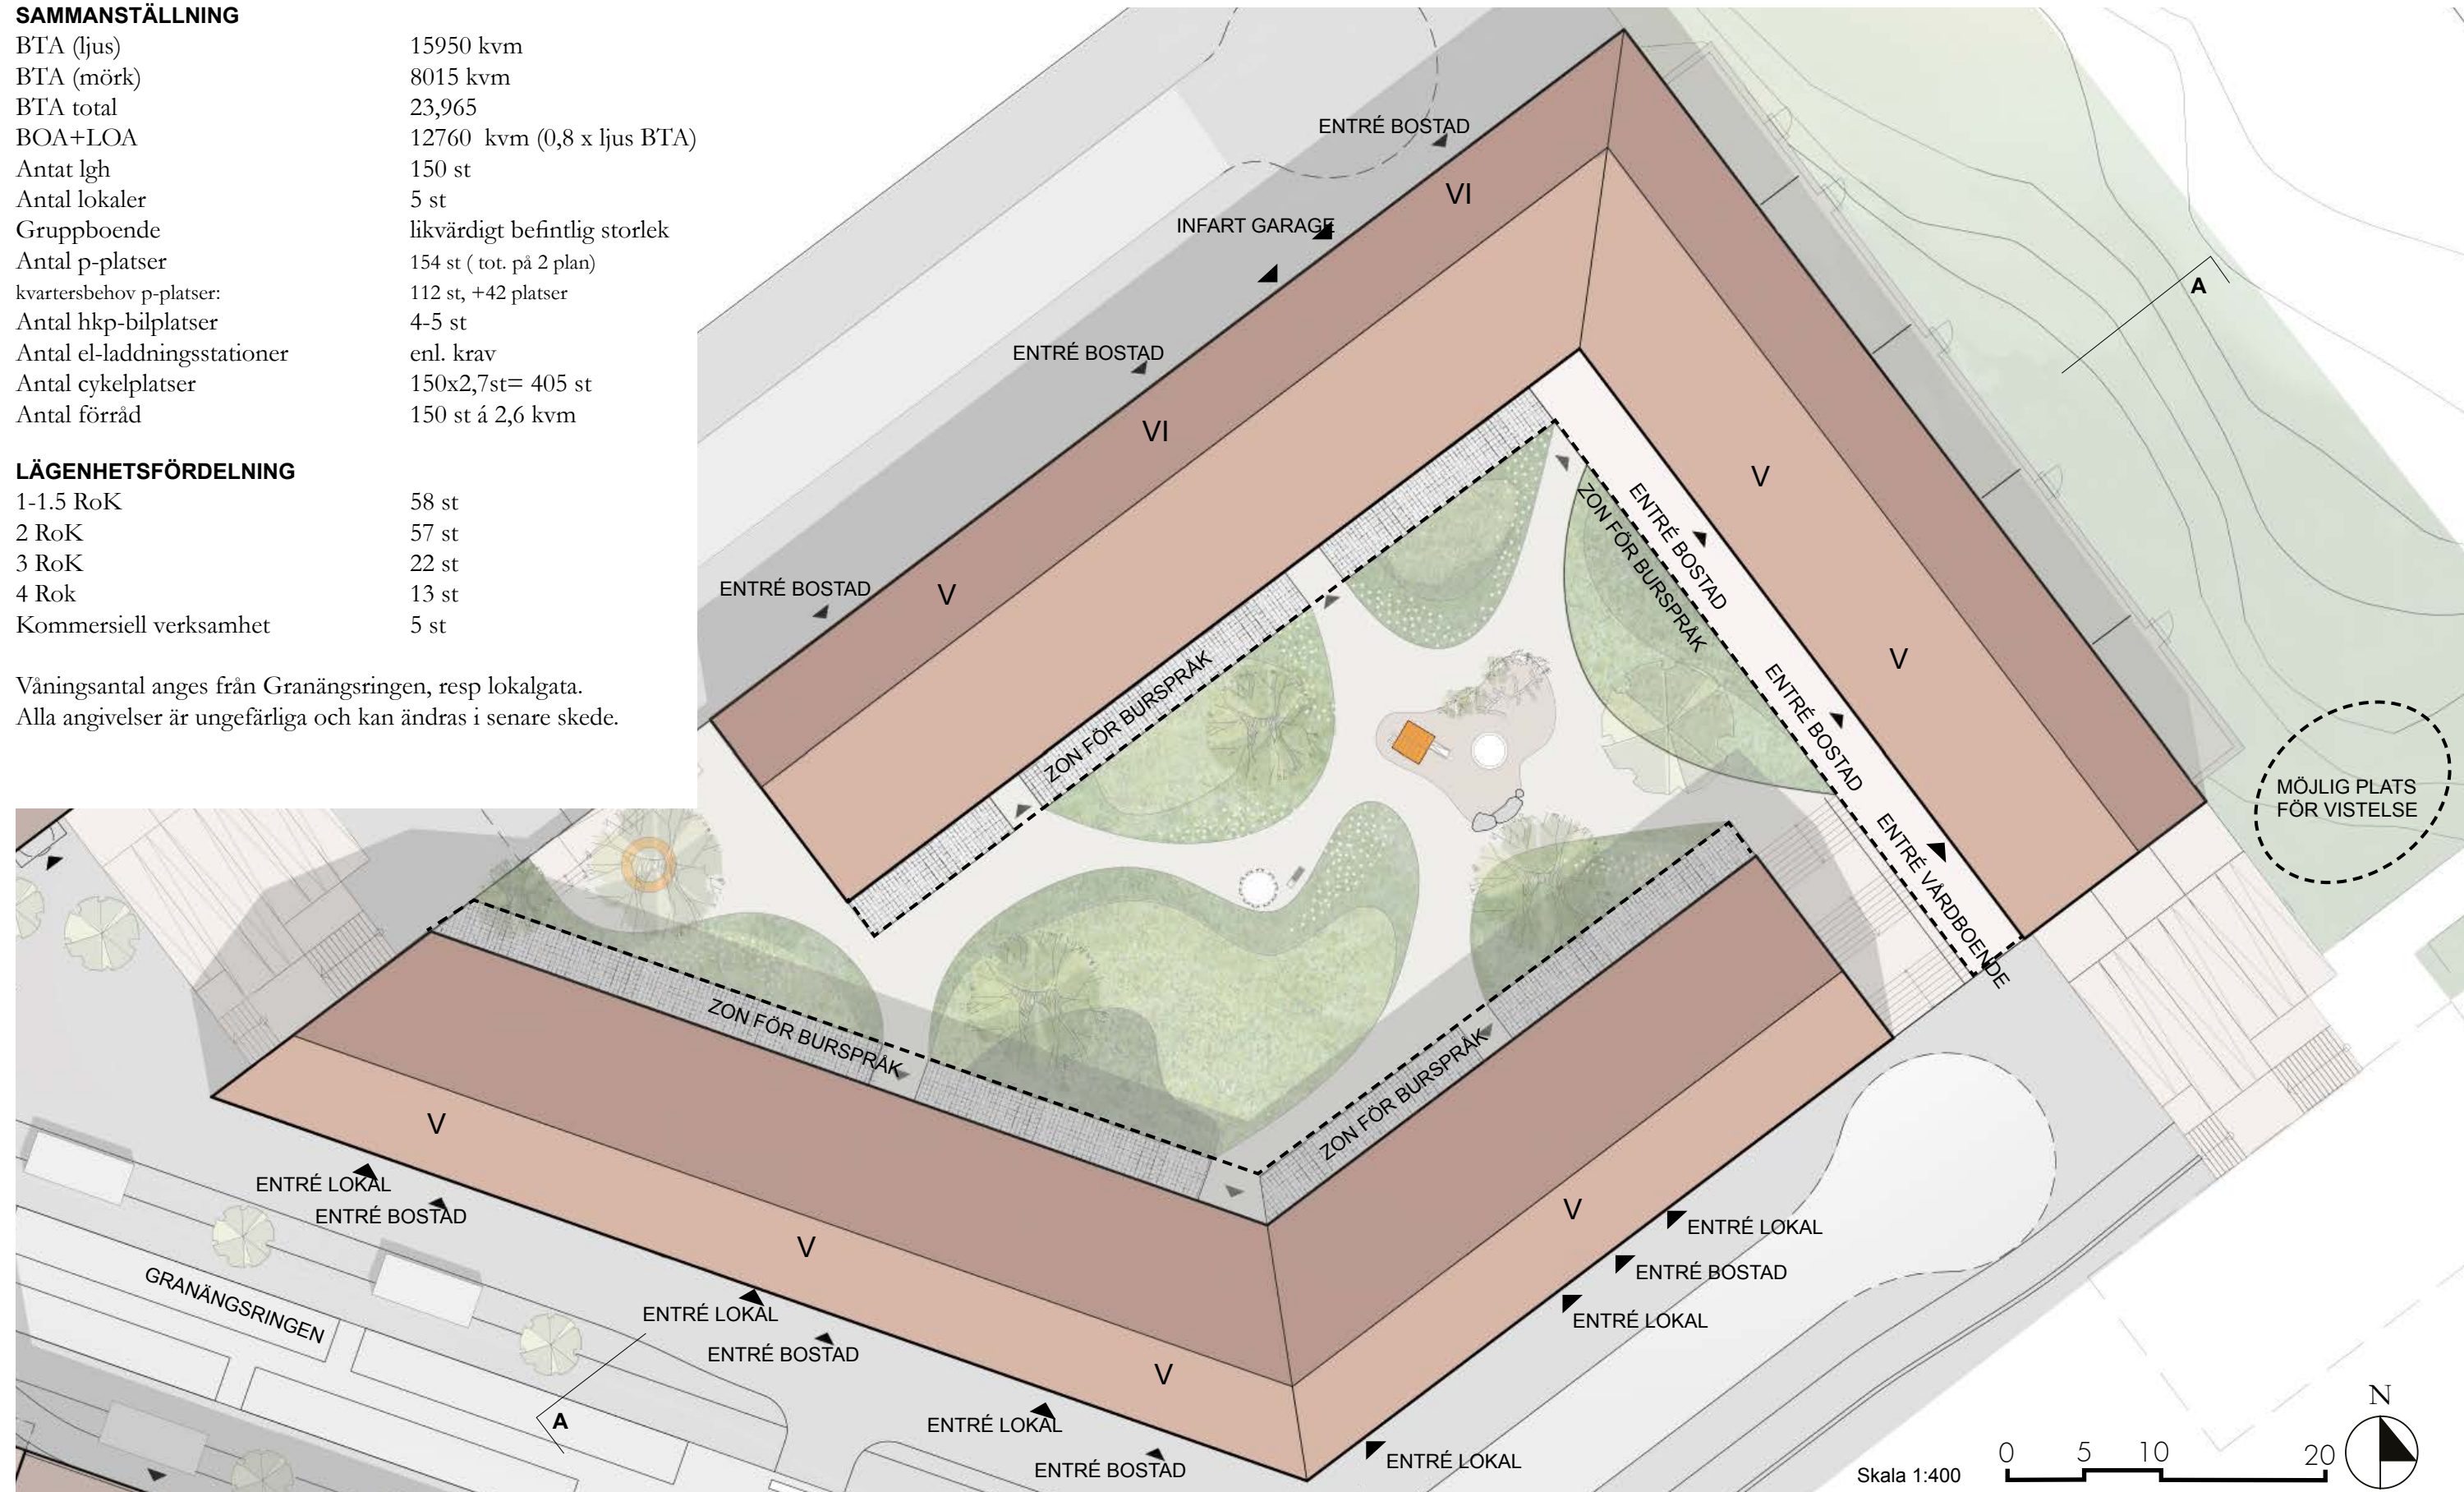 SAMMANSTÄLLNING
BTA (ljus) 15950 kvm
BTA (mörk) 8015 kvm
BTA total 23,965
BOA+LOA 12760 kvm (0,8 x ljus BTA)
Antat lgh 150 st
Antal lokaler 5 st
Gruppboende likvärdigt befintlig storlek
Antal p-platser 154 st ( tot. på 2 plan)
kvartersbehov p-platser: 112 st, +42 platser
Antal hkp-bilplatser 4-5 st
Antal el-laddningsstationer enl. krav
Antal cykelplatser 150x2,7st= 405 st
Antal förråd 150 st á 2,6 kvm
LÄGENHETSFÖRDELNING
1-1.5 RoK 58 st
2 RoK 57 st
3 RoK 22 st
4 Rok 13 st
Kommersiell verksamhet 5 st
Våningsantal anges från Granängsringen, resp lokalgata.
Alla angivelser är ungefärliga och kan ändras i senare skede.
ENTRÉ BOSTAD
VI
INFART GARAGE
A
ENTRÉ BOSTAD
VI
V
ENTRÉ BOSTAD
ZON FÖR BURSPRÅK
ENTRÉ BOSTAD
V
V
ZON FÖR BURSPRÅK
ENTRÉ BOSTAD
V
MÖJLIG PLATS
FÖR VISTELSE
ENTRÉ VÅRDBOENDE
ZON FÖR BURSPRÅK
ZON FÖR BURSPRÅK
V
ENTRÉ LOKAL
ENTRÉ BOSTAD
V
V
ENTRÉ LOKAL
ENTRÉ BOSTAD
ENTRÉ LOKAL
GRANÄNGSRINGEN
ENTRÉ LOKAL
ENTRÉ BOSTAD
V
A
ENTRÉ LOKAL
ENTRÉ BOSTAD
ENTRÉ LOKAL
N
Skala 1:400
0 5 10 20